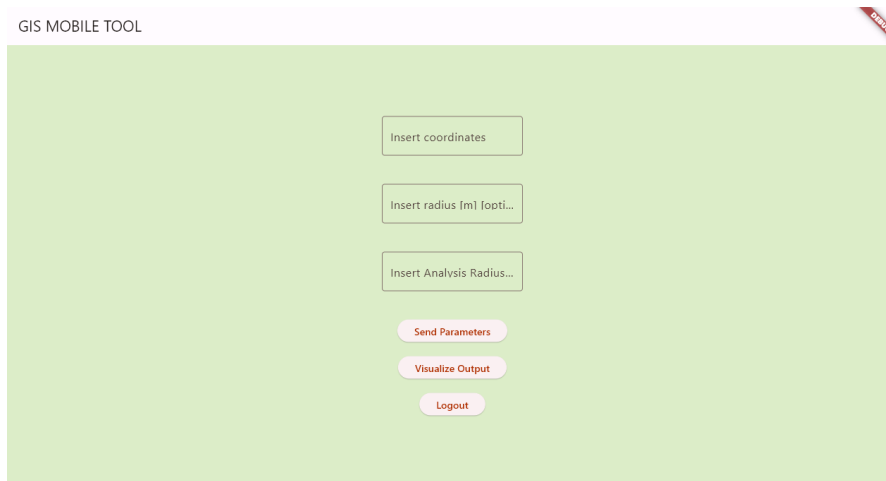 GIS MOBILE TOOL
Insert coordinates
Insert radius [m] [opti...
Insert Analysis Radius...
Send Parameters
Visualize Output
Logout